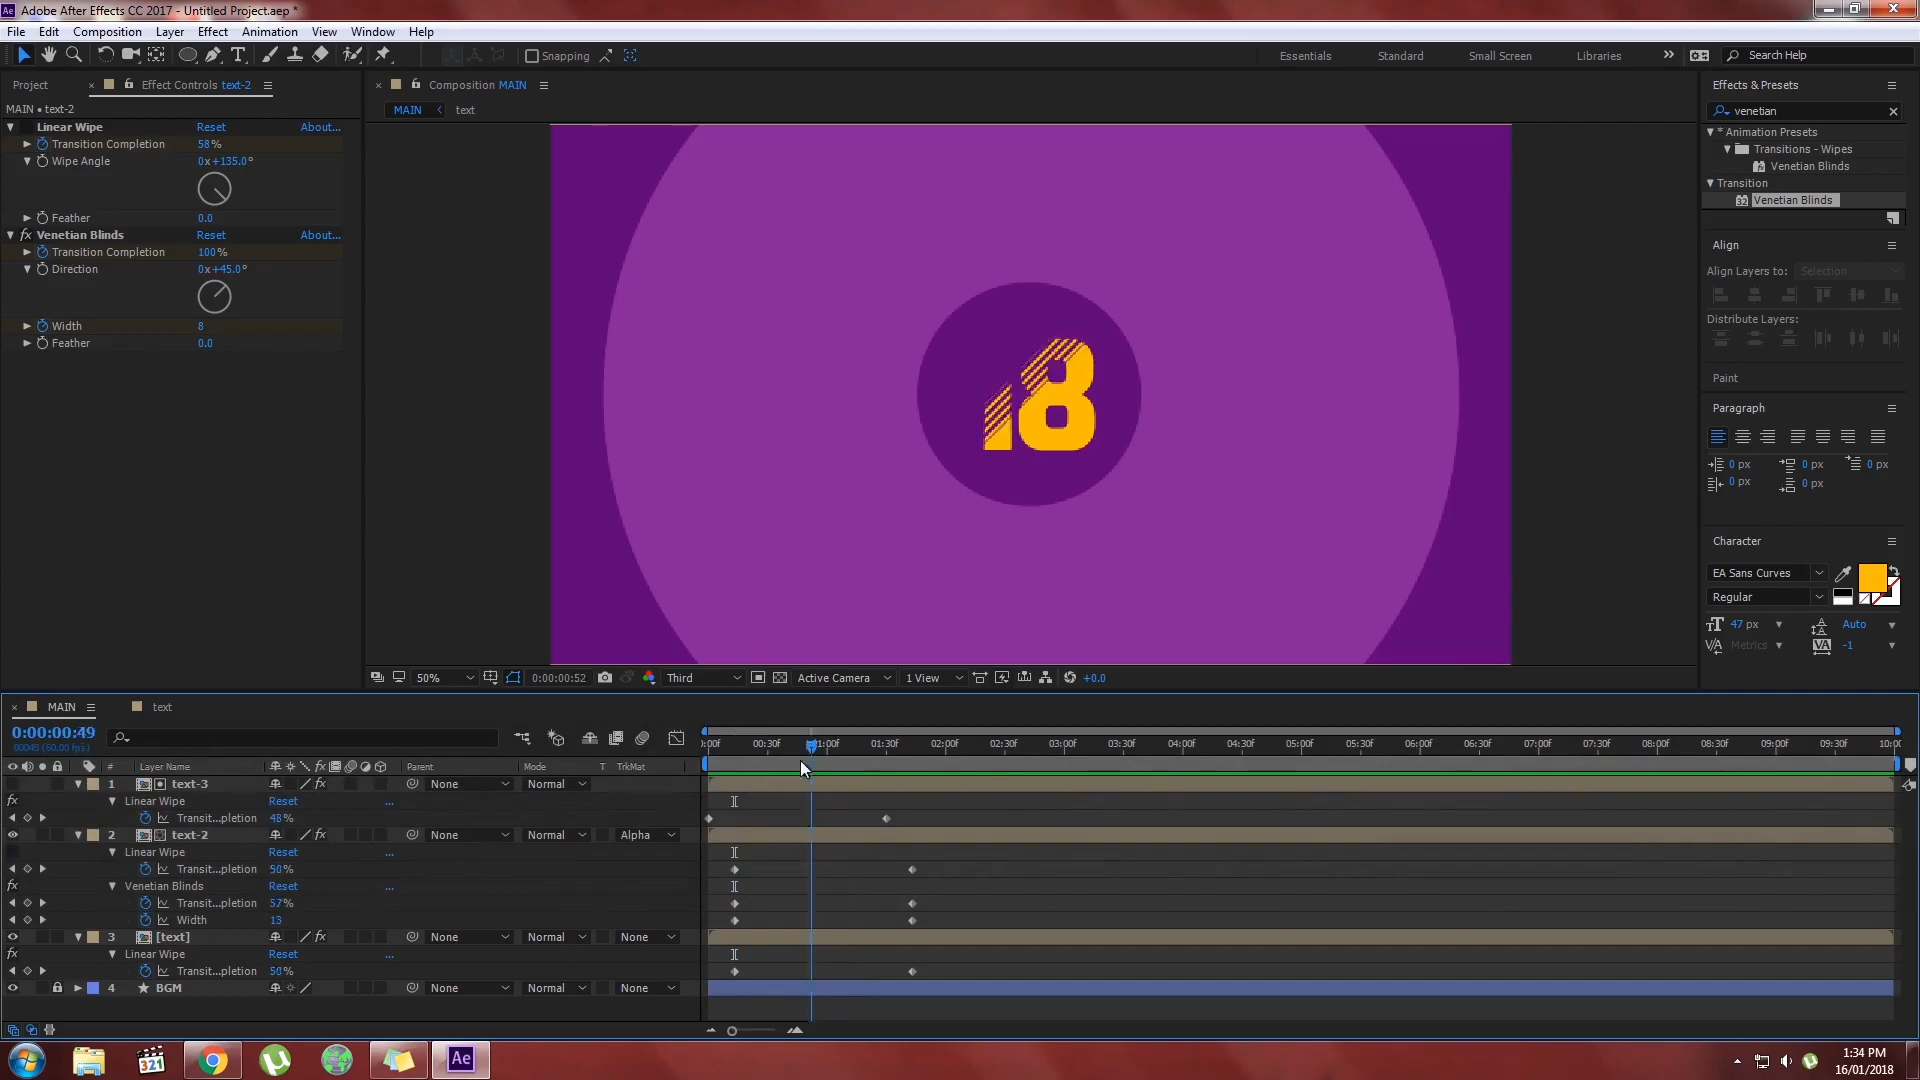 Adobe After Effects CC 2017 - Untitled Project.aep *
File Edit Composition Layer Effect Animation View Window Help
Snapping Essentials Standard Small Screen Libraries Search Help
Project Effect Controls text-2
MAIN • text-2
Linear Wipe Reset About...
Transition Completion 58 %
Wipe Angle 0x+135.0°
Feather 0.0
Venetian Blinds Reset About...
Transition Completion 100 %
Direction 0x+45.0°
Width 8
Feather 0.0
Composition MAIN
MAIN text
18
50% 0:00:00:52 Third Active Camera 1 View +0.0
Effects & Presets
venetian
* Animation Presets
Transitions - Wipes
Venetian Blinds
Transition
32 Venetian Blinds
Align
Align Layers to: Selection
Distribute Layers:
Paint
Paragraph
0 px 0 px 0 px
0 px 0 px
Character
EA Sans Curves
Regular
47 px Auto
Metrics -1
MAIN text
0:00:00:49
00049 (60.00 fps)
:00f 00:30f 01:00f 01:30f 02:00f 02:30f 03:00f 03:30f 04:00f 04:30f 05:00f 05:30f 06:00f 06:30f 07:00f 07:30f 08:00f 08:30f 09:00f 09:30f 10:00
# Layer Name Parent Mode T TrkMat
1 text-3 None Normal
Linear Wipe Reset ...
Transit...pletion 48%
2 text-2 None Normal Alpha
Linear Wipe Reset ...
Transit...pletion 50%
Venetian Blinds Reset ...
Transit...pletion 57%
Width 13
3 [text] None Normal None
Linear Wipe Reset ...
Transit...pletion 50%
4 BGM None Normal None
321
Ae
1:34 PM
16/01/2018